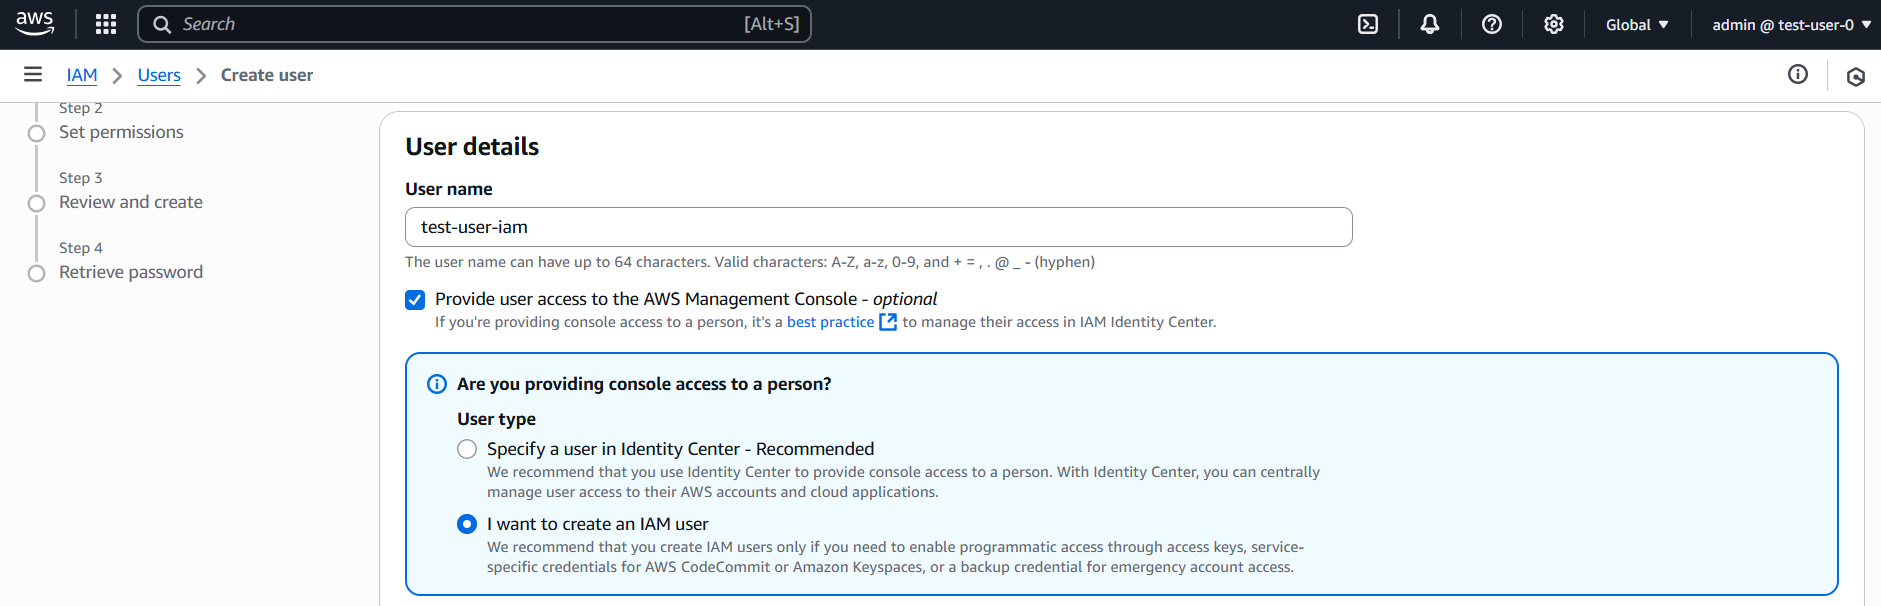 aws
Search [Alt+S]
Global
admin @ test-user-0
IAM > Users > Create user
Step 2
Set permissions
Step 3
Review and create
Step 4
Retrieve password
User details
User name
test-user-iam
The user name can have up to 64 characters. Valid characters: A-Z, a-z, 0-9, and + = , . @ _ - (hyphen)
Provide user access to the AWS Management Console - optional
If you're providing console access to a person, it's a best practice to manage their access in IAM Identity Center.
Are you providing console access to a person?
User type
Specify a user in Identity Center - Recommended
We recommend that you use Identity Center to provide console access to a person. With Identity Center, you can centrally
manage user access to their AWS accounts and cloud applications.
I want to create an IAM user
We recommend that you create IAM users only if you need to enable programmatic access through access keys, service-
specific credentials for AWS CodeCommit or Amazon Keyspaces, or a backup credential for emergency account access.